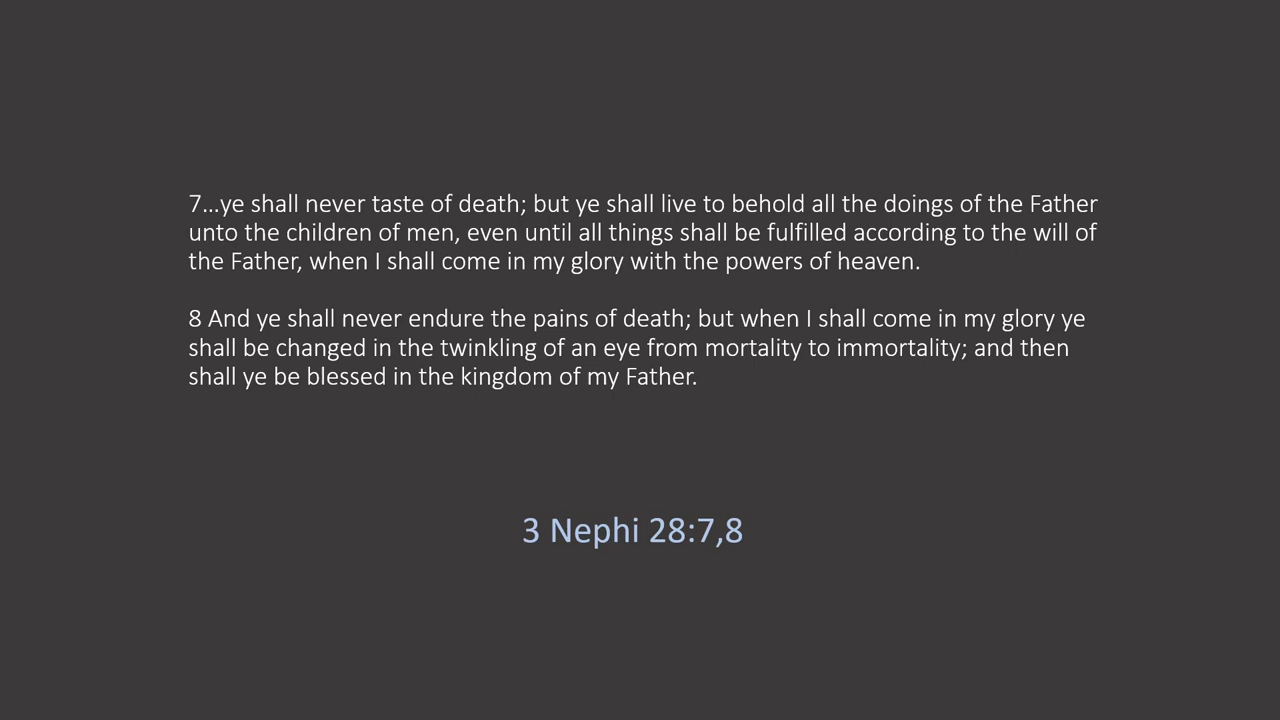 7...ye shall never taste of death; but ye shall live to behold all the doings of the Father
unto the children of men, even until all things shall be fulfilled according to the will of
the Father, when I shall come in my glory with the powers of heaven.
8 And ye shall never endure the pains of death; but when I shall come in my glory ye
shall be changed in the twinkling of an eye from mortality to immortality; and then
shall ye be blessed in the kingdom of my Father.
3 Nephi 28:7,8